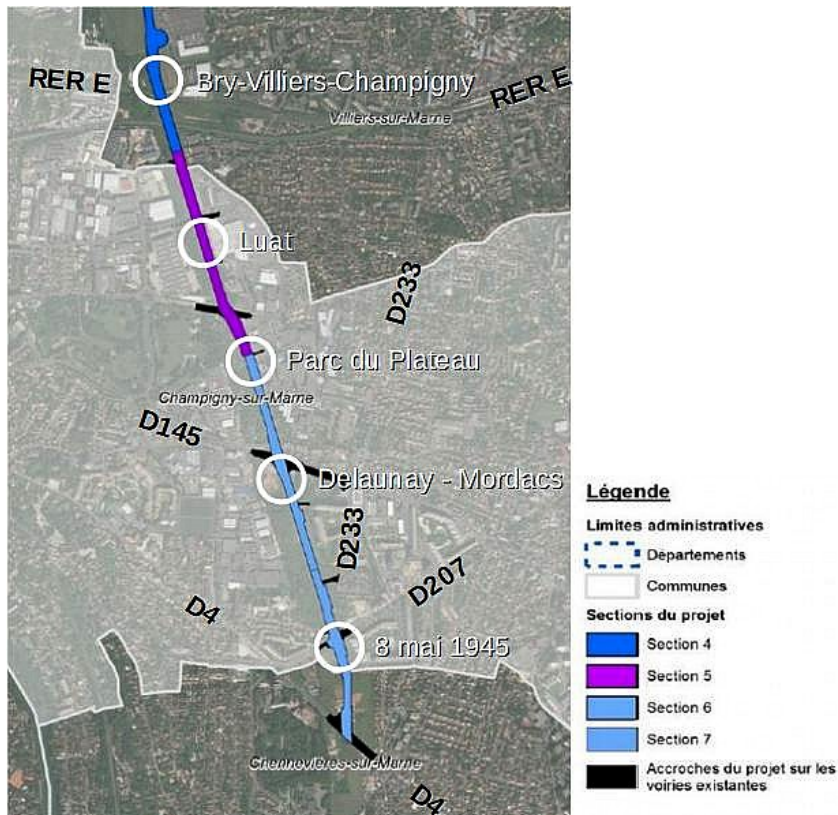 RER E
Bry-Villiers-Champigny
RER E
Villiers-sur-Marne
Luat
D233
Parc du Plateau
Champigny-sur-Marne
D145
Delaunay - Mordacs
D233
D207
D4
8 mai 1945
Chennevières-sur-Marne
D4
Légende
Limites administratives
Départements
Communes
Sections du projet
Section 4
Section 5
Section 6
Section 7
Accroches du projet sur les
voiries existantes